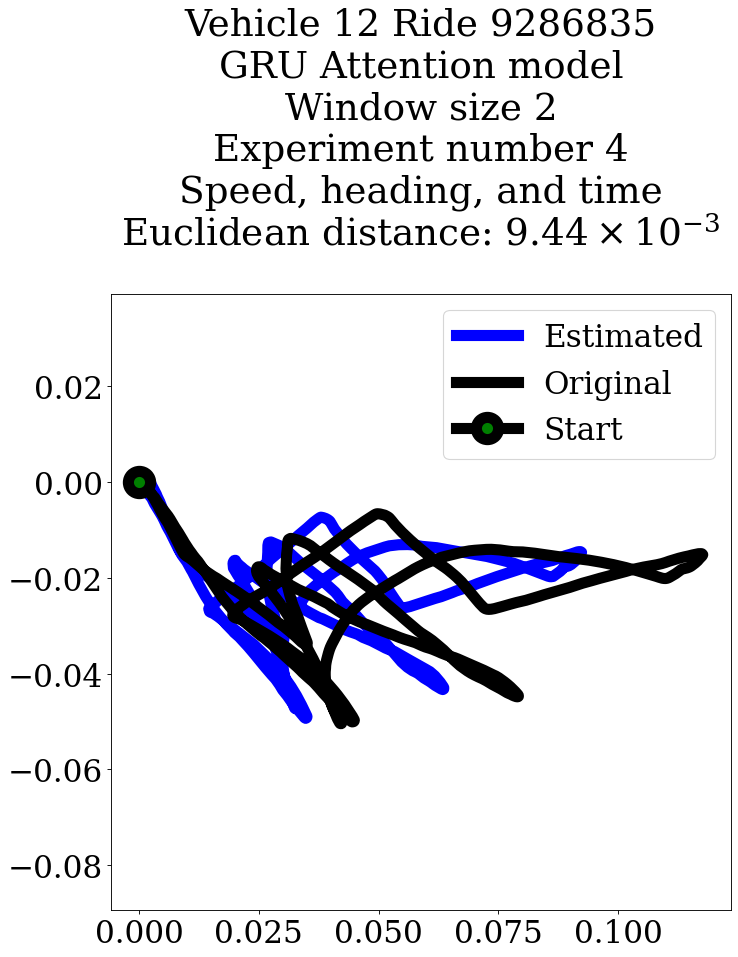 Vehicle 12 Ride 9286835
GRU Attention model
Window size 2
Experiment number 4
Speed, heading, and time
Euclidean distance: 9.44 × 10⁻³
Estimated
Original
Start
0.02
0.00
−0.02
−0.04
−0.06
−0.08
0.000 0.025 0.050 0.075 0.100